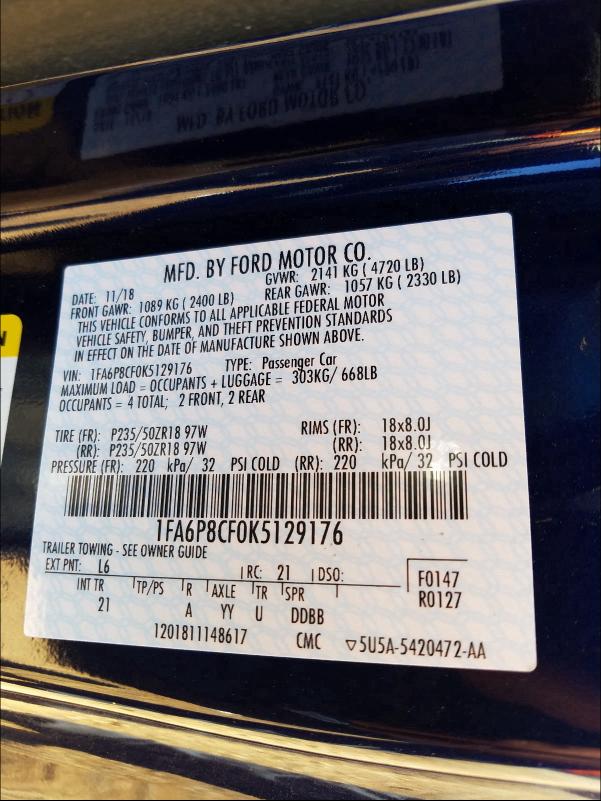 MFD. BY FORD MOTOR CO.
DATE: 11/18 GVWR: 2141 KG ( 4720 LB)
FRONT GAWR: 1089 KG ( 2400 LB) REAR GAWR: 1057 KG ( 2330 LB)
THIS VEHICLE CONFORMS TO ALL APPLICABLE FEDERAL MOTOR
VEHICLE SAFETY, BUMPER, AND THEFT PREVENTION STANDARDS
IN EFFECT ON THE DATE OF MANUFACTURE SHOWN ABOVE.
VIN: 1FA6P8CF0K5129176 TYPE: Passenger Car
MAXIMUM LOAD = OCCUPANTS + LUGGAGE = 303KG/ 668LB
OCCUPANTS = 4 TOTAL; 2 FRONT, 2 REAR
TIRE (FR): P235/50ZR18 97W RIMS (FR): 18x8.0J
(RR): P235/50ZR18 97W (RR): 18x8.0J
PRESSURE (FR): 220 kPa/ 32 PSI COLD (RR): 220 kPa/ 32 PSI COLD
1FA6P8CF0K5129176
TRAILER TOWING - SEE OWNER GUIDE
EXT PNT: L6 RC: 21 DSO: F0147
INT TR TP/PS R AXLE TR SPR R0127
21 A YY U DDBB
1201811148617 CMC ▽5U5A-5420472-AA